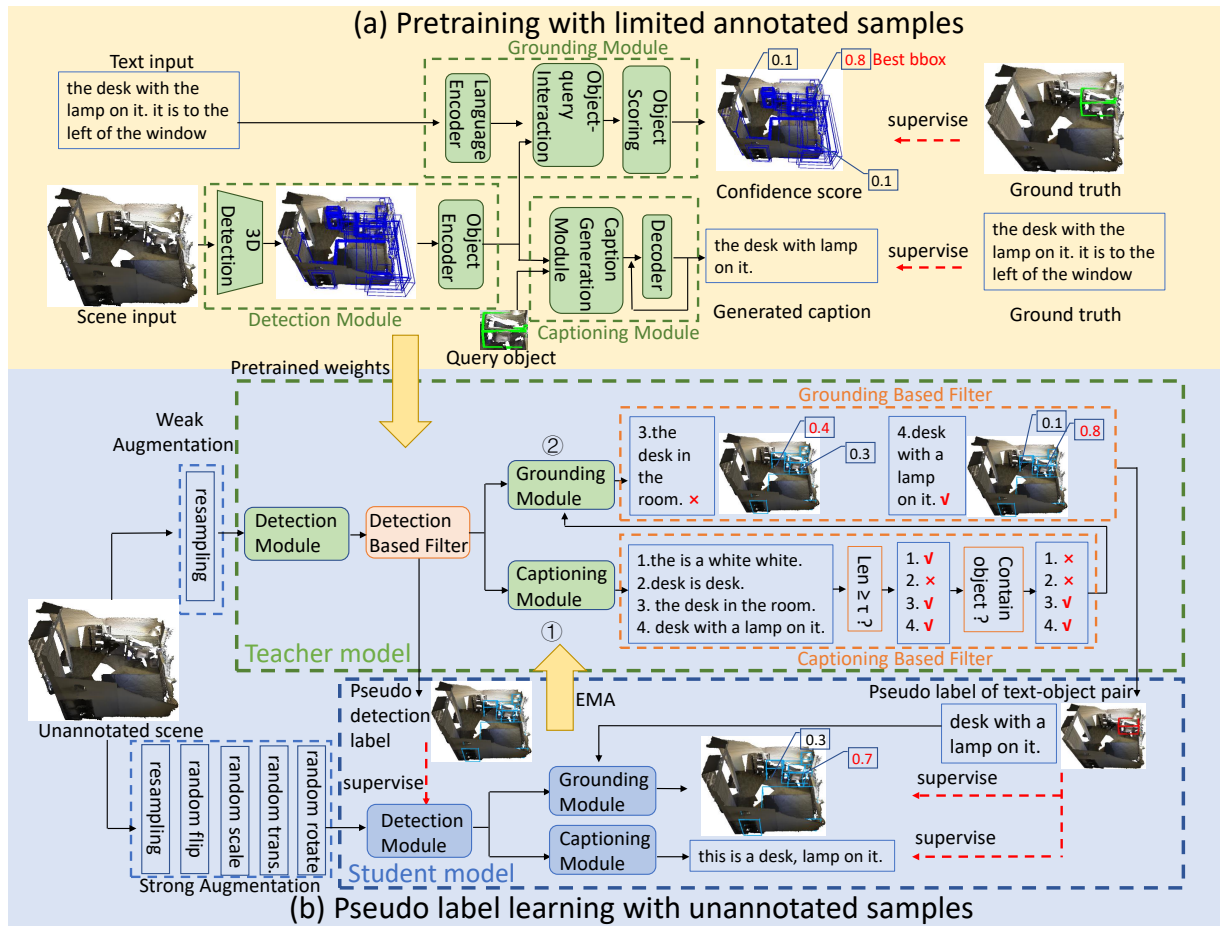 (a) Pretraining with limited annotated samples
Text input
the desk with the
lamp on it. it is to the
left of the window
Grounding Module
Language
Encoder
Object-
query
Interaction
Object
Scoring
0.1
0.8
Best bbox
0.1
Confidence score
supervise
Ground truth
Scene input
3D
Detection
Object
Encoder
Detection Module
Caption
Generation
Module
Decoder
Captioning Module
Query object
the desk with lamp
on it.
Generated caption
supervise
the desk with the
lamp on it. it is to the
left of the window
Ground truth
Pretrained weights
Weak
Augmentation
resampling
Detection
Module
Detection
Based Filter
②
Grounding
Module
Captioning
Module
①
Grounding Based Filter
3.the
desk in
the
room. ×
0.4
0.3
4.desk
with a
lamp
on it. √
0.1
0.8
1.the is a white white.
2.desk is desk.
3. the desk in the room.
4. desk with a lamp on it.
Len ≥ τ ?
1. √
2. ×
3. √
4. √
Contain
object ?
1. ×
2. ×
3. √
4. √
Captioning Based Filter
Teacher model
Unannotated scene
Pseudo
detection
label
EMA
Pseudo label of text-object pair
desk with a
lamp on it.
supervise
resampling
random flip
random scale
random trans.
random rotate
Strong Augmentation
Detection
Module
Grounding
Module
Captioning
Module
0.3
0.7
supervise
supervise
this is a desk, lamp on it.
Student model
(b) Pseudo label learning with unannotated samples